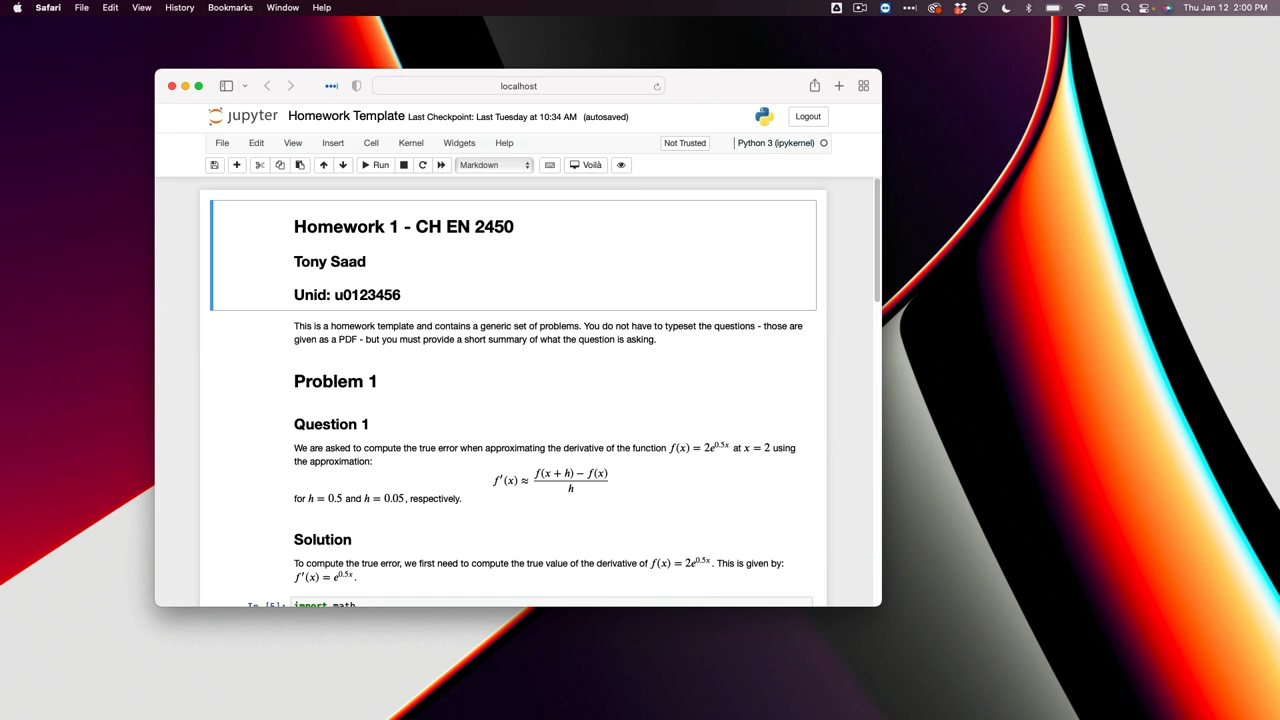 Safari File Edit View History Bookmarks Window Help Thu Jan 12 2:00 PM
localhost
jupyter Homework Template Last Checkpoint: Last Tuesday at 10:34 AM (autosaved) Logout
File Edit View Insert Cell Kernel Widgets Help Not Trusted Python 3 (ipykernel)
Run Markdown Voilà
Homework 1 - CH EN 2450
Tony Saad
Unid: u0123456
This is a homework template and contains a generic set of problems. You do not have to typeset the questions - those are
given as a PDF - but you must provide a short summary of what the question is asking.
Problem 1
Question 1
We are asked to compute the true error when approximating the derivative of the function f(x) = 2e^{0.5x} at x = 2 using
the approximation:
f′(x) ≈ \frac{f(x + h) − f(x)}{h}
for h = 0.5 and h = 0.05, respectively.
Solution
To compute the true error, we first need to compute the true value of the derivative of f(x) = 2e^{0.5x}. This is given by:
f′(x) = e^{0.5x}.
In [5]: import math